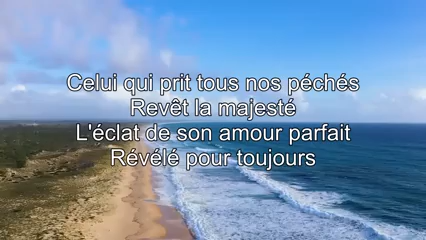 Celui qui prit tous nos péchés
Revêt la majesté
L'éclat de son amour parfait
Révélé pour toujours